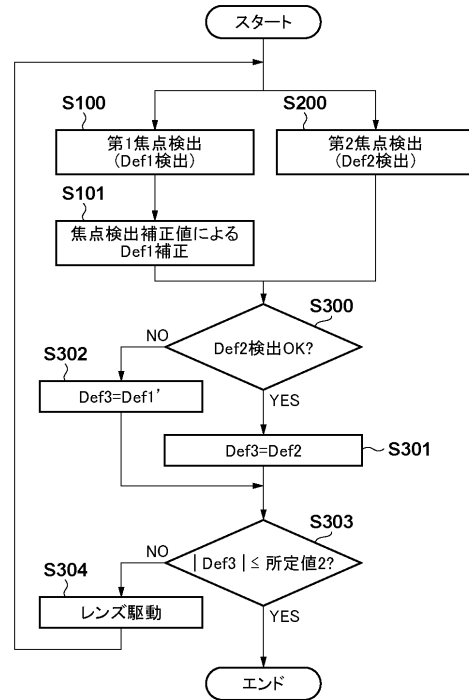 スタート
S100
第1焦点検出
(Def1検出)
S200
第2焦点検出
(Def2検出)
S101
焦点検出補正値による
Def1補正
S300
Def2検出OK?
NO
YES
S302
Def3=Def1’
Def3=Def2
S301
S303
|Def3|≦所定値2?
NO
YES
S304
レンズ駆動
エンド